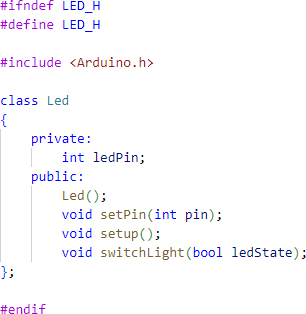 #ifndef LED_H
#define LED_H

#include <Arduino.h>

class Led
{
    private:
        int ledPin;
    public:
        Led();
        void setPin(int pin);
        void setup();
        void switchLight(bool ledState);
};

#endif